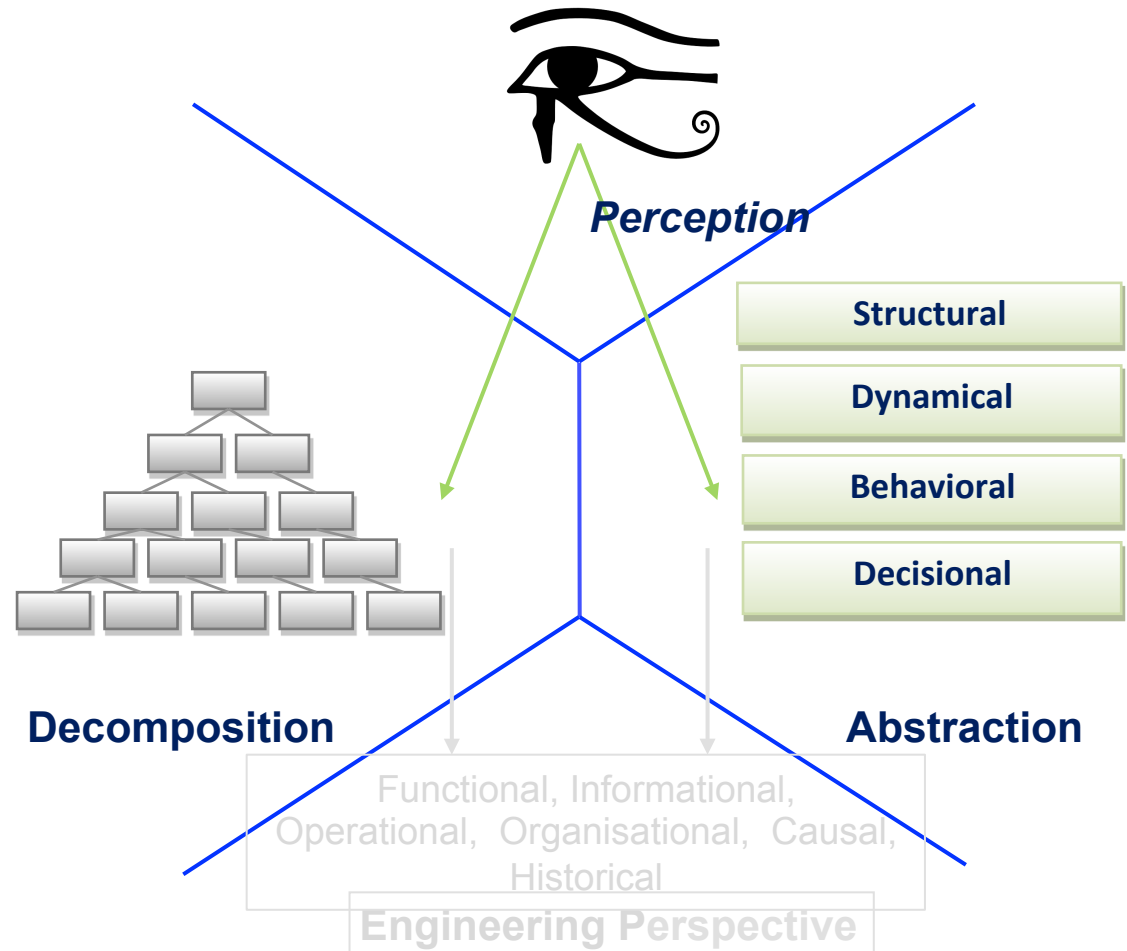 Perception
Structural
Dynamical
Behavioral
Decisional
Decomposition
Abstraction
Functional, Informational,
Operational, Organisational, Causal,
Historical
Engineering Perspective